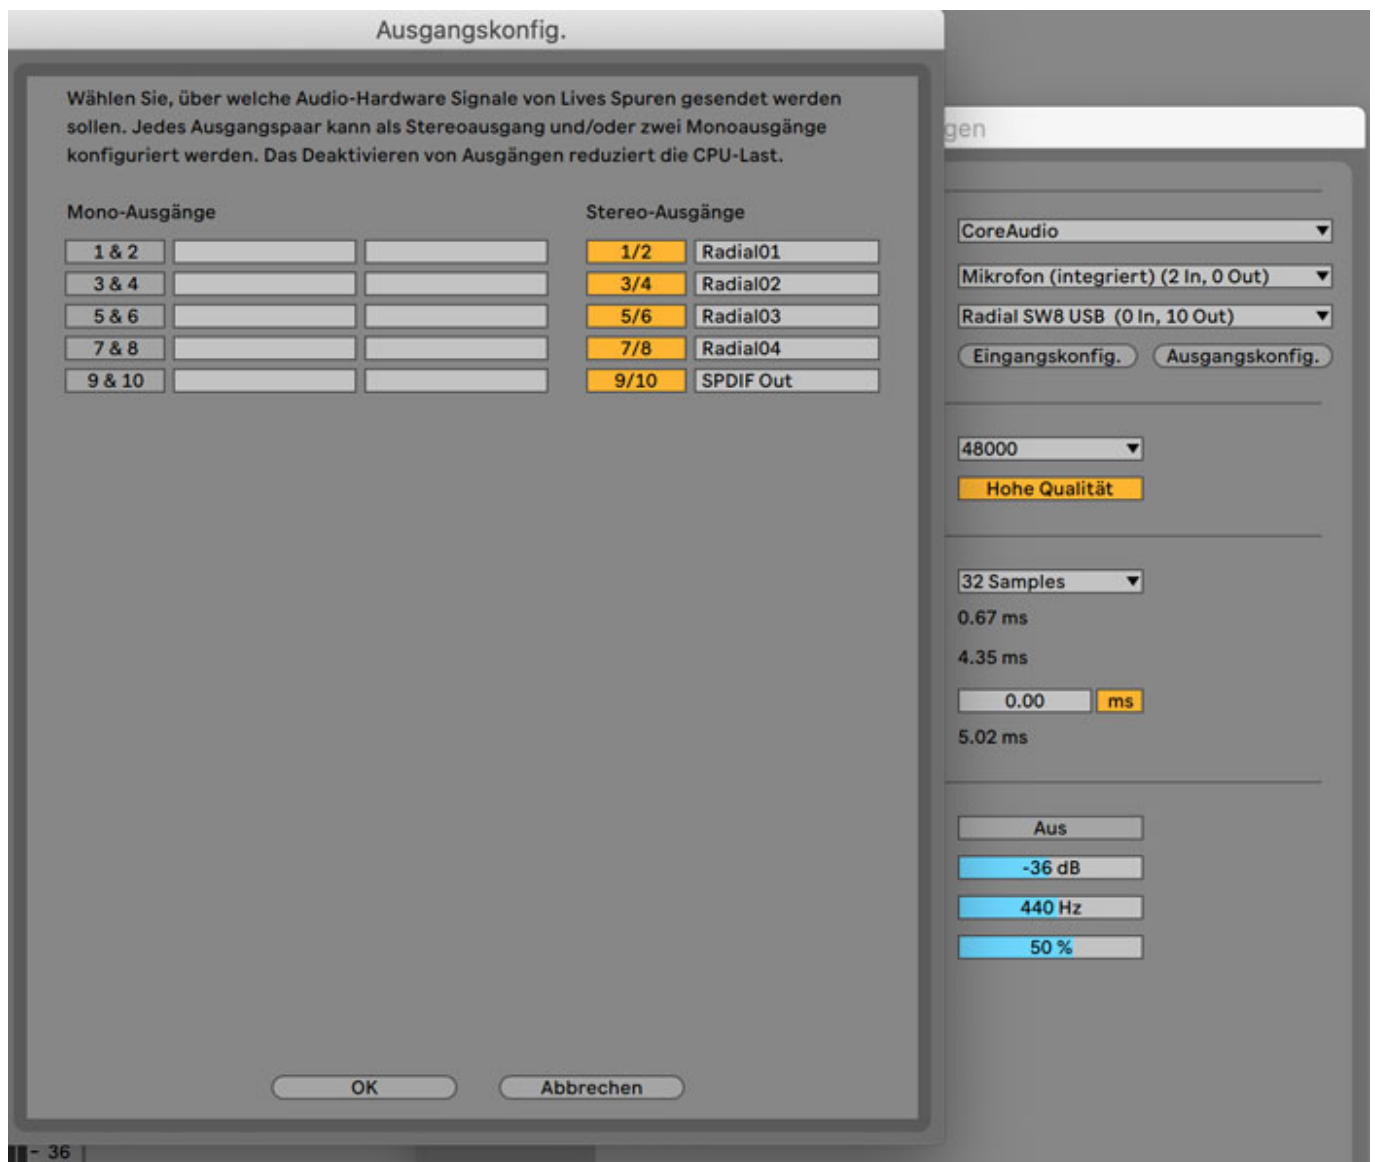 Ausgangskonfig.
Wählen Sie, über welche Audio-Hardware Signale von Lives Spuren gesendet werden
sollen. Jedes Ausgangspaar kann als Stereoausgang und/oder zwei Monoausgänge
konfiguriert werden. Das Deaktivieren von Ausgängen reduziert die CPU-Last.
Mono-Ausgänge Stereo-Ausgänge
1 & 2 1/2 Radial01
3 & 4 3/4 Radial02
5 & 6 5/6 Radial03
7 & 8 7/8 Radial04
9 & 10 9/10 SPDIF Out
OK Abbrechen
gen
CoreAudio
Mikrofon (integriert) (2 In, 0 Out)
Radial SW8 USB (0 In, 10 Out)
Eingangskonfig. Ausgangskonfig.
48000
Hohe Qualität
32 Samples
0.67 ms
4.35 ms
0.00 ms
5.02 ms
Aus
-36 dB
440 Hz
50 %
- 36